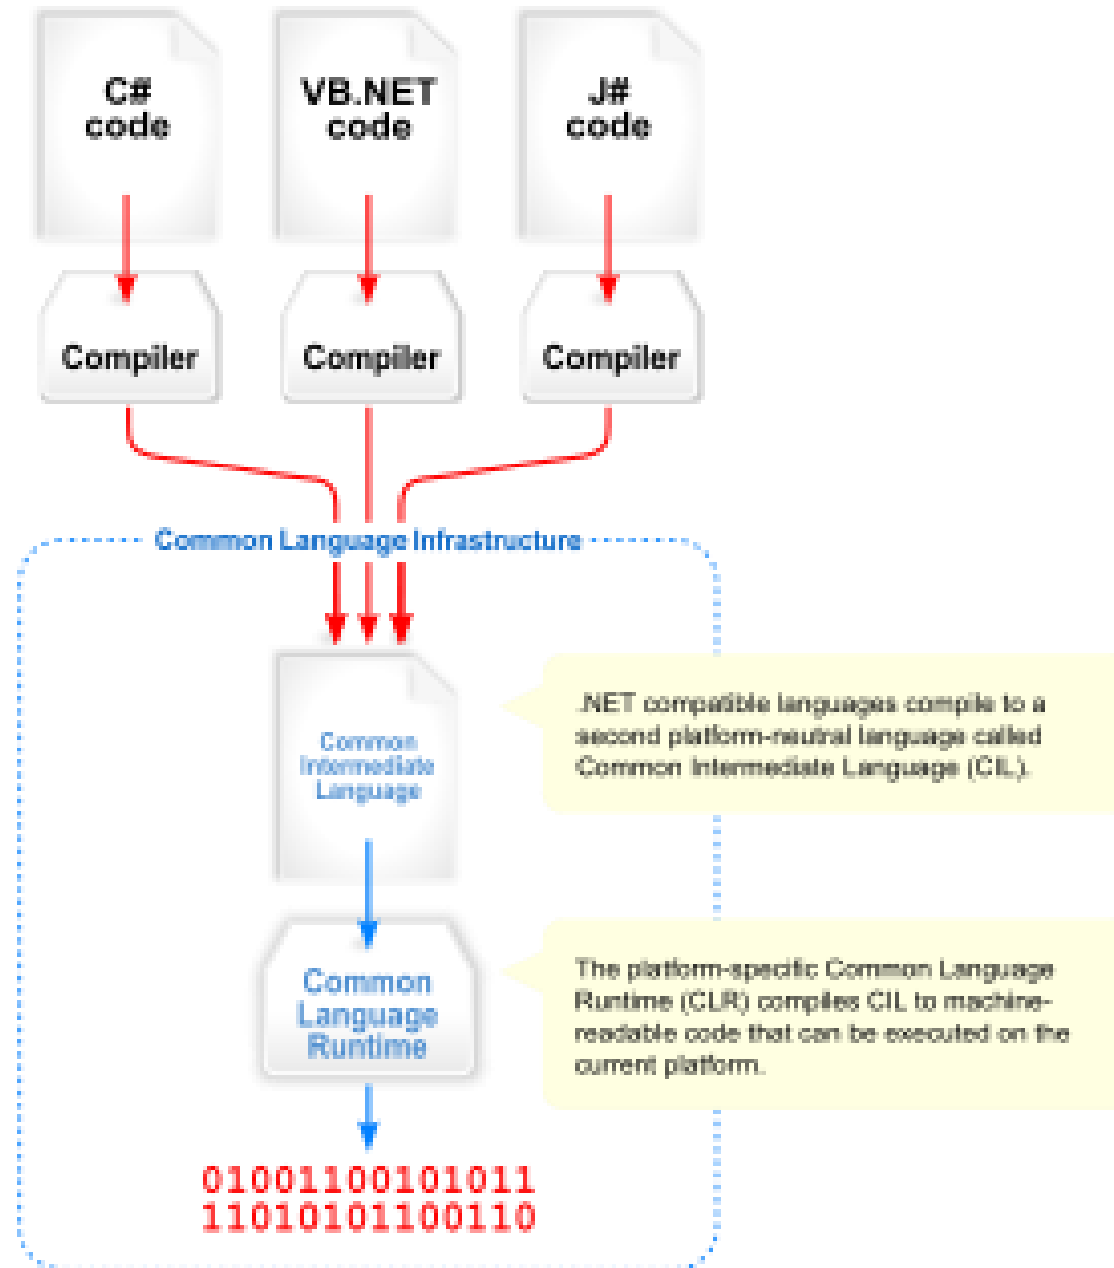 C#
code
VB.NET
code
J#
code
Compiler
Compiler
Compiler
Common Language Infrastructure
Common
Intermediate
Language
.NET compatible languages compile to a
second platform-neutral language called
Common Intermediate Language (CIL).
Common
Language
Runtime
The platform-specific Common Language
Runtime (CLR) compiles CIL to machine-
readable code that can be executed on the
current platform.
01001100101011
11010101100110